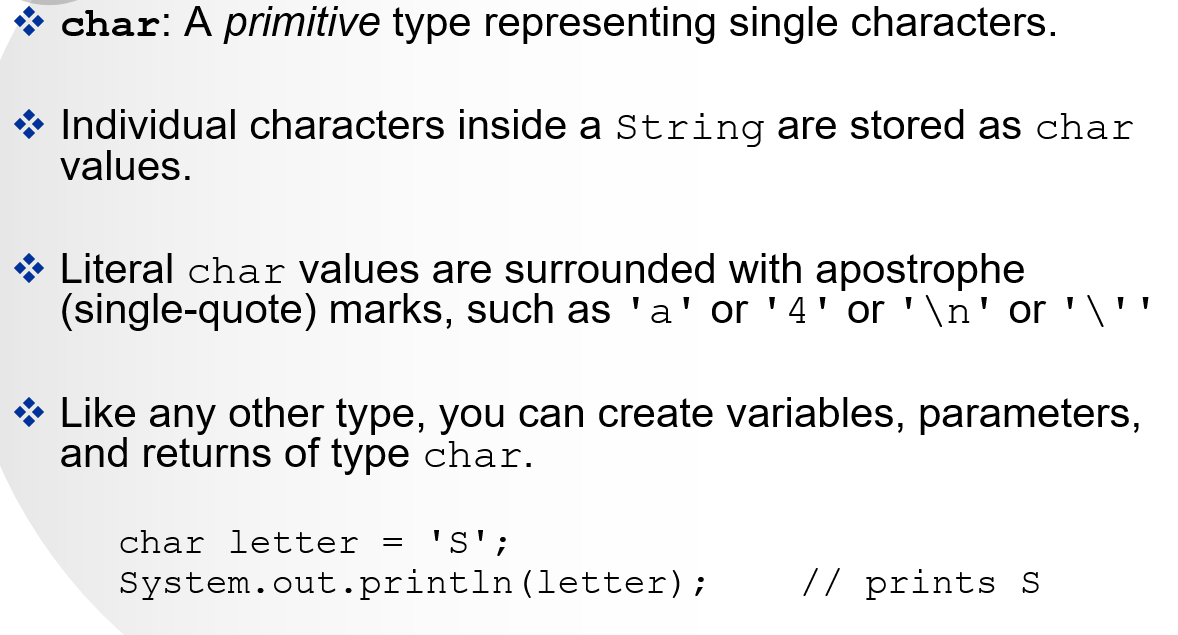 ❖ char: A primitive type representing single characters.
❖ Individual characters inside a String are stored as char
values.
❖ Literal char values are surrounded with apostrophe
(single-quote) marks, such as 'a' or '4' or '\n' or '\''
❖ Like any other type, you can create variables, parameters,
and returns of type char.
char letter = 'S';
System.out.println(letter);    // prints S